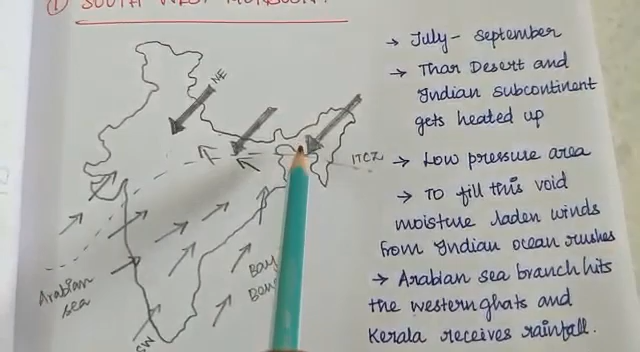 ① SOUTH WEST MONSOON:
NE
ITCZ
Arabian
sea
SW
Bay
→ July - September
→ Thar Desert and
Indian subcontinent
gets heated up
→ Low pressure area
→ TO fill this void
moisture laden winds
from Indian ocean rushes
→ Arabian sea branch hits
the western ghats and
Kerala receives rainfall.